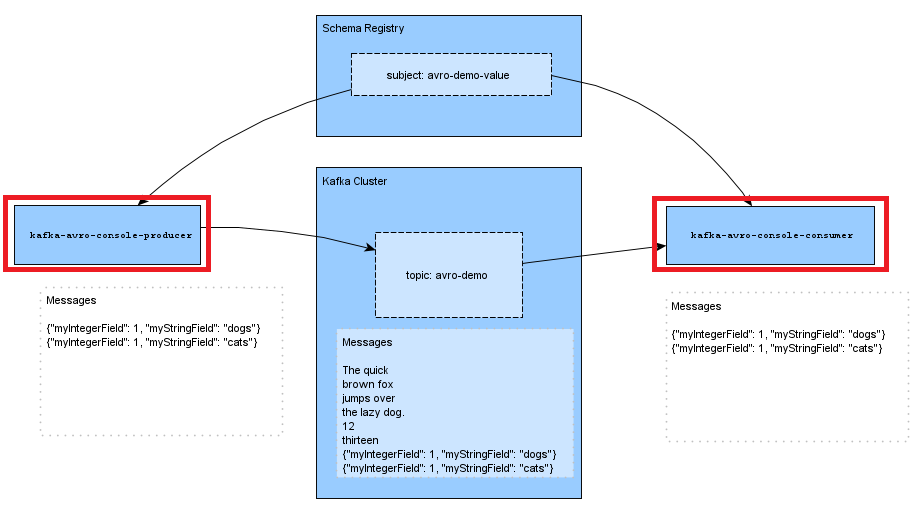 Schema Registry
subject: avro-demo-value
Kafka Cluster
kafka-avro-console-producer
topic: avro-demo
kafka-avro-console-consumer
Messages
{"myIntegerField": 1, "myStringField": "dogs"}
{"myIntegerField": 1, "myStringField": "cats"}
Messages
The quick
brown fox
jumps over
the lazy dog.
12
thirteen
{"myIntegerField": 1, "myStringField": "dogs"}
{"myIntegerField": 1, "myStringField": "cats"}
Messages
{"myIntegerField": 1, "myStringField": "dogs"}
{"myIntegerField": 1, "myStringField": "cats"}